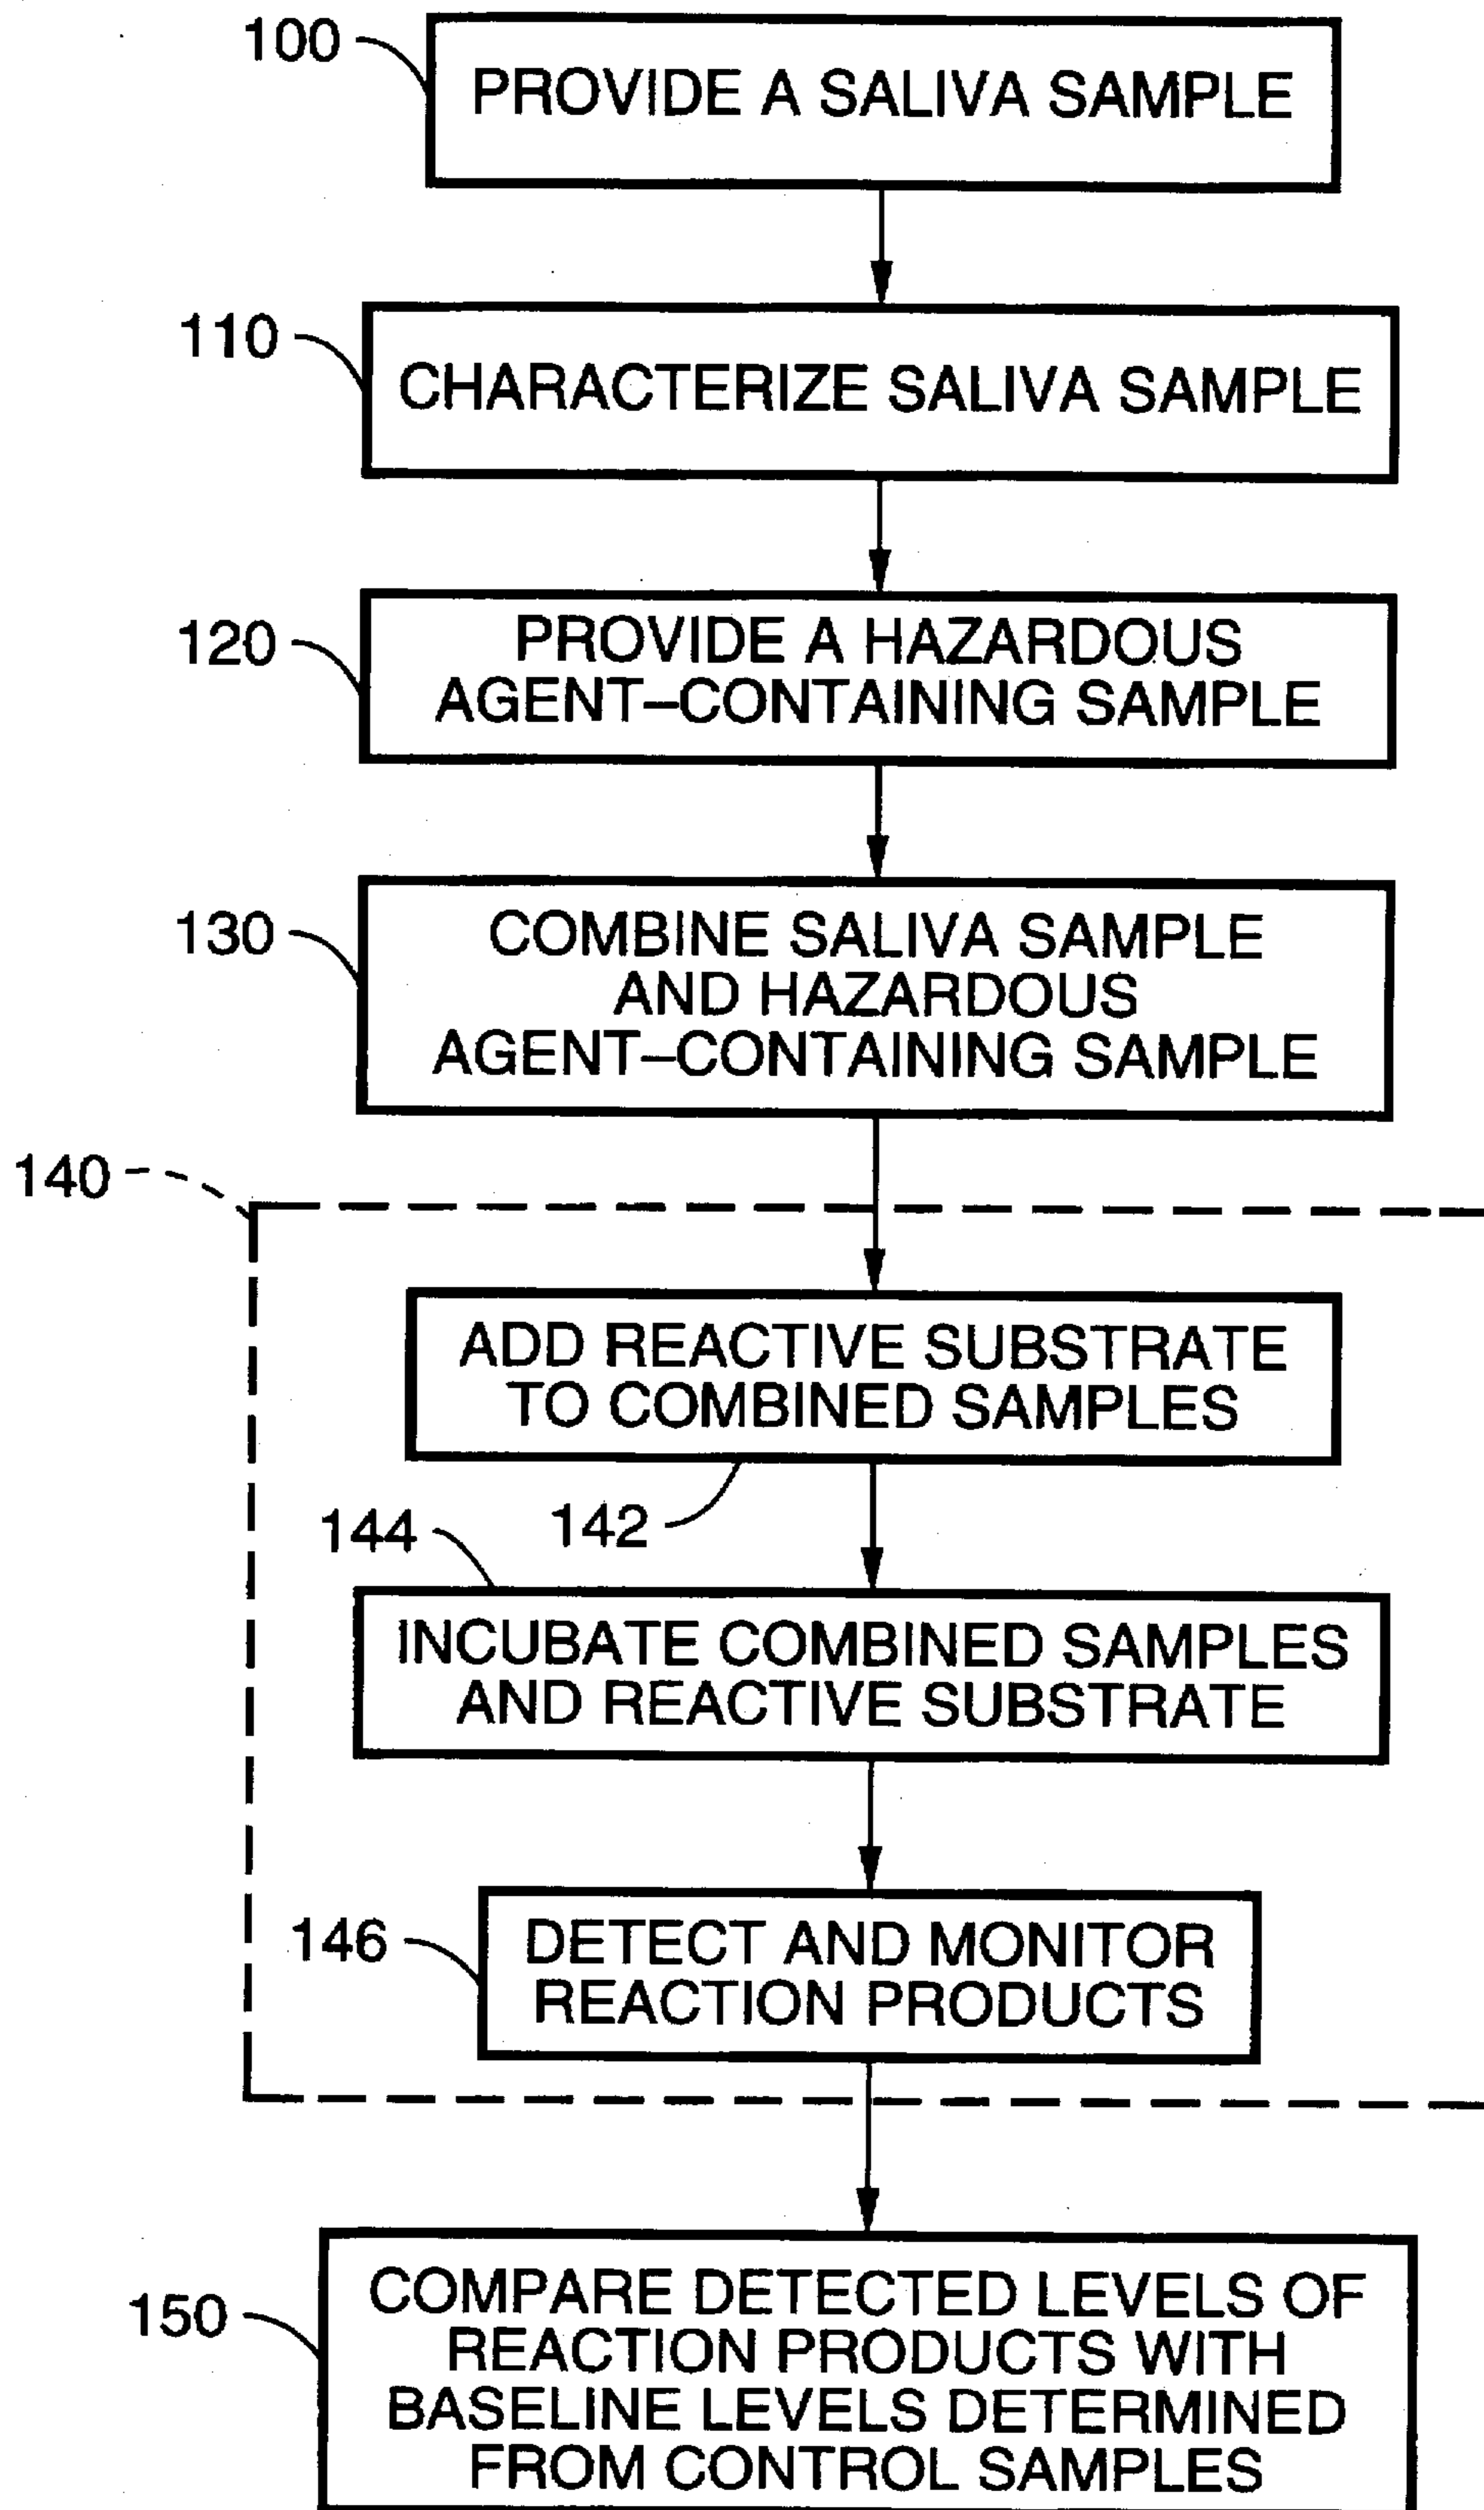 100
PROVIDE A SALIVA SAMPLE
110
CHARACTERIZE SALIVA SAMPLE
120
PROVIDE A HAZARDOUS
AGENT–CONTAINING SAMPLE
130
COMBINE SALIVA SAMPLE
AND HAZARDOUS
AGENT–CONTAINING SAMPLE
140
ADD REACTIVE SUBSTRATE
TO COMBINED SAMPLES
142
144
INCUBATE COMBINED SAMPLES
AND REACTIVE SUBSTRATE
146
DETECT AND MONITOR
REACTION PRODUCTS
150
COMPARE DETECTED LEVELS OF
REACTION PRODUCTS WITH
BASELINE LEVELS DETERMINED
FROM CONTROL SAMPLES